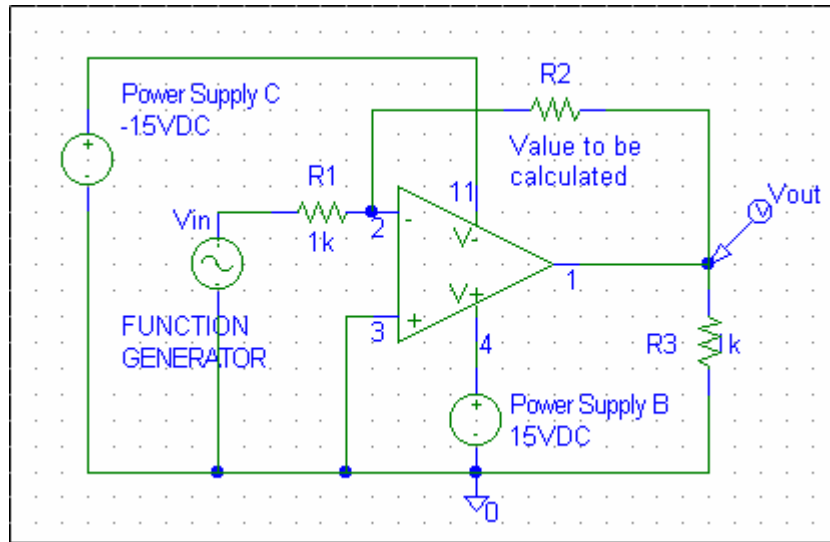 R2
Power Supply C
-15VDC
Value to be
calculated
R1
11
Vin
1k
2
-
V-
Vout
V
1
V+
FUNCTION
GENERATOR
3
+
4
R3
1k
Power Supply B
15VDC
0